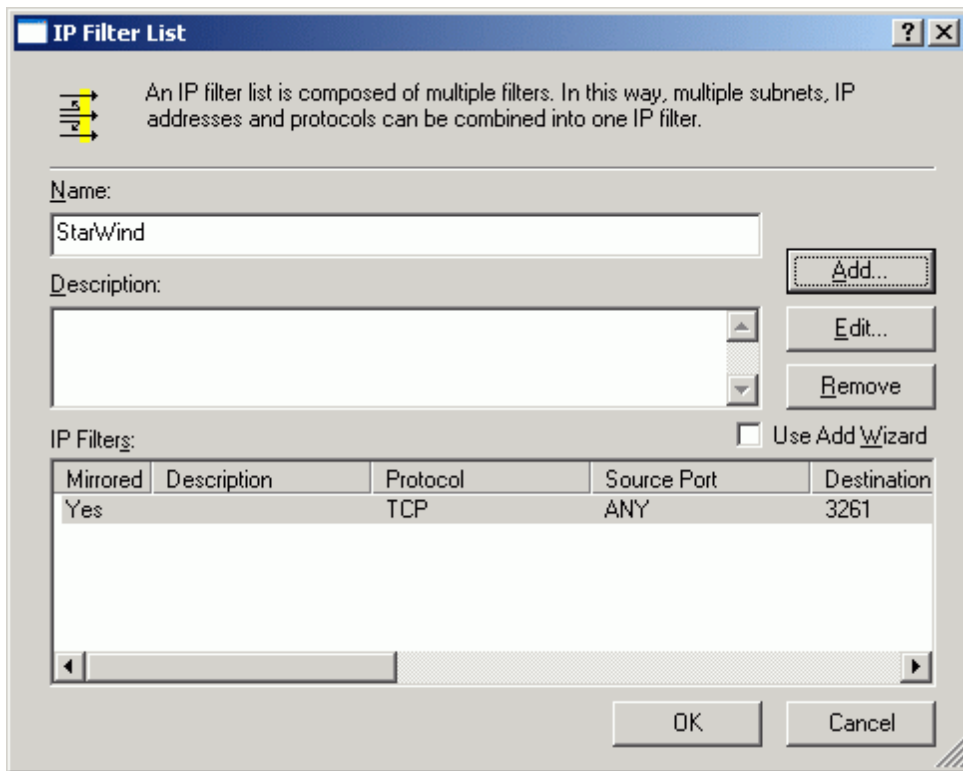 IP Filter List
An IP filter list is composed of multiple filters. In this way, multiple subnets, IP
addresses and protocols can be combined into one IP filter.
Name:
StarWind
Add...
Description:
Edit...
Remove
IP Filters:
Use Add Wizard
Mirrored Description Protocol Source Port Destination
Yes TCP ANY 3261
OK Cancel